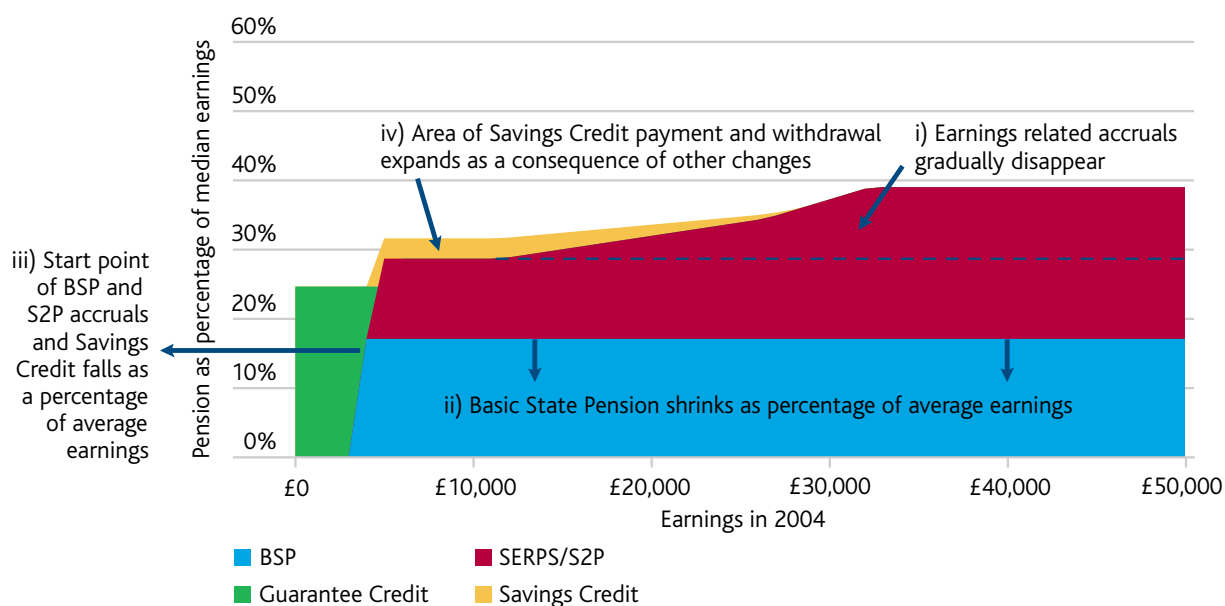 Pension as percentage of median earnings
60%
50%
40%
30%
20%
10%
0%
iv) Area of Savings Credit payment and withdrawal
expands as a consequence of other changes
i) Earnings related accruals
gradually disappear
iii) Start point
of BSP and
S2P accruals
and Savings
Credit falls as
a percentage
of average
earnings
ii) Basic State Pension shrinks as percentage of average earnings
£0
£10,000
£20,000
£30,000
£40,000
£50,000
Earnings in 2004
BSP
SERPS/S2P
Guarantee Credit
Savings Credit